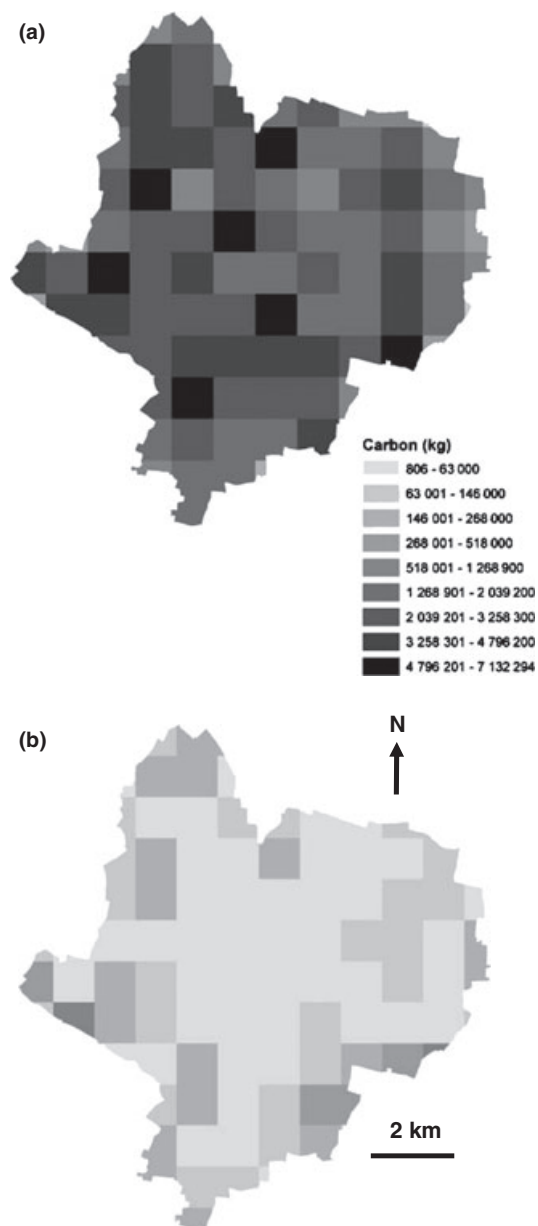 (a)
Carbon (kg)
806 - 63 000
63 001 - 146 000
146 001 - 268 000
268 001 - 518 000
518 001 - 1 268 900
1 268 901 - 2 039 200
2 039 201 - 3 258 300
3 258 301 - 4 796 200
4 796 201 - 7 132 294
(b)
N
2 km